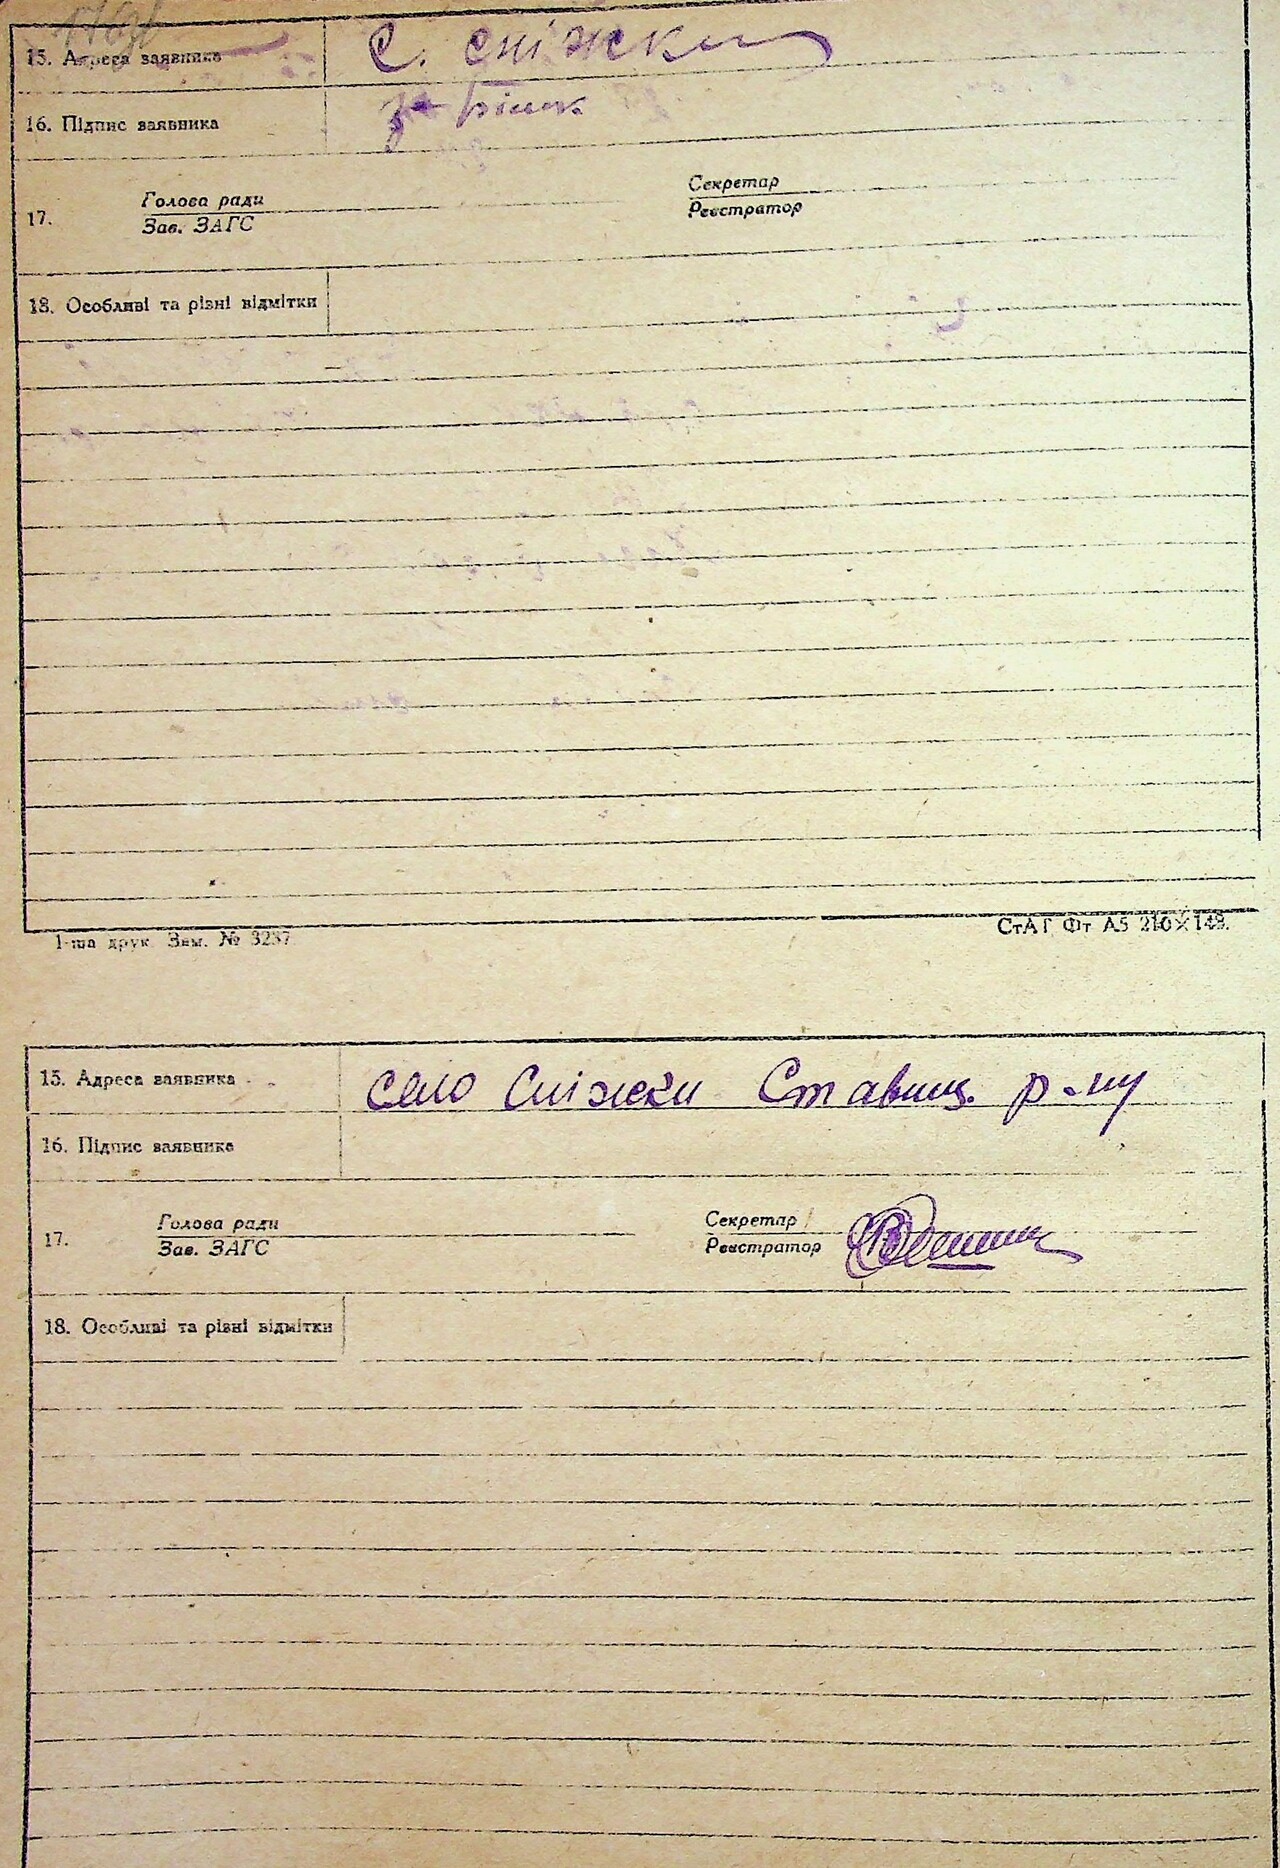 15. Адреса заявника с. сніжки
16. Підпис заявника
17. Голова ради Секретар
Зав. ЗАГС Реєстратор
18. Особливі та різні відмітки
1-ша друк. Зам. № 3237 СтАГ Фт А5 210×148.
15. Адреса заявника село Сніжки Ставищ. р-ну
16. Підпис заявника
17. Голова ради Секретар
Зав. ЗАГС Реєстратор
18. Особливі та різні відмітки